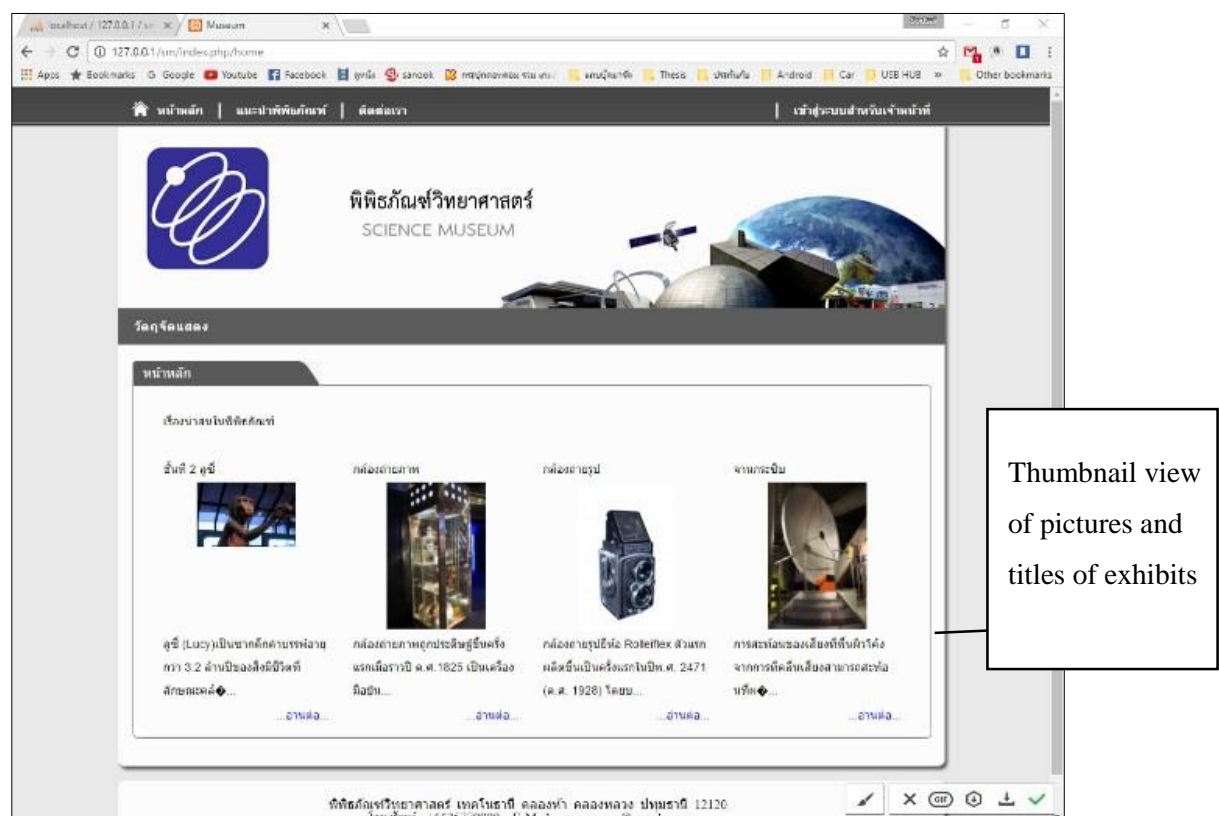 localhost / 127.0.0.1 /
Museum
127.0.0.1/sm/index.php/home
Apps Bookmarks Google Youtube Facebook sanook Thesis Android Car USB HUB » Other bookmarks
หน้าหลัก | แนะนำพิพิธภัณฑ์ | ติดต่อเรา | เข้าสู่ระบบสำหรับเจ้าหน้าที่
พิพิธภัณฑ์วิทยาศาสตร์
SCIENCE MUSEUM
วัตถุจัดแสดง
หน้าหลัก
เรื่องน่าสนในพิพิธภัณฑ์
ชั้นที่ 2 ลูซี่ กล้องถ่ายภาพ กล้องถ่ายรูป จานกระซิบ
ลูซี่ (Lucy)เป็นซากดึกดำบรรพ์อายุ กล้องถ่ายภาพถูกประดิษฐ์ขึ้นครั้ง กล้องถ่ายรูปยี่ห้อ Rolleiflex ตัวแรก การสะท้อนของเสียงที่พื้นผิวโค้ง
กว่า 3.2 ล้านปีของสิ่งมีชีวิตที่ แรกเมื่อราวปี ค.ศ.1825 เป็นเครื่อง ผลิตขึ้นเป็นครั้งแรกในปีพ.ศ. 2471 จากการที่คลื่นเสียงสามารถสะท้อ
ลักษณะคล้�... มือบัน... (ค.ศ. 1928) โดยบ... นที่ผ�...
...อ่านต่อ... ...อ่านต่อ... ...อ่านต่อ... ...อ่านต่อ...
พิพิธภัณฑ์วิทยาศาสตร์ เทคโนธานี คลองห้า คลองหลวง ปทุมธานี 12120
GIF
Thumbnail view
of pictures and
titles of exhibits